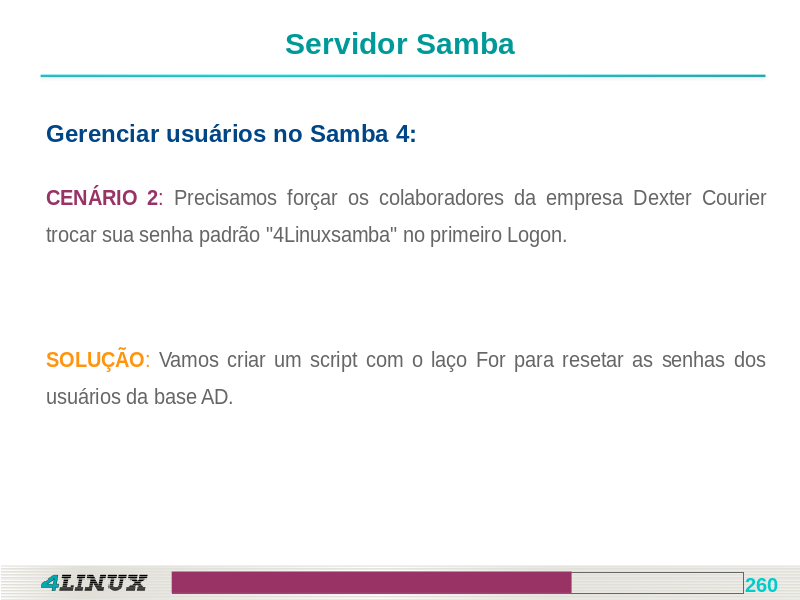 Servidor Samba
Gerenciar usuários no Samba 4:
CENÁRIO 2: Precisamos forçar os colaboradores da empresa Dexter Courier
trocar sua senha padrão "4Linuxsamba" no primeiro Logon.
SOLUÇÃO: Vamos criar um script com o laço For para resetar as senhas dos
usuários da base AD.
4LINUX
260